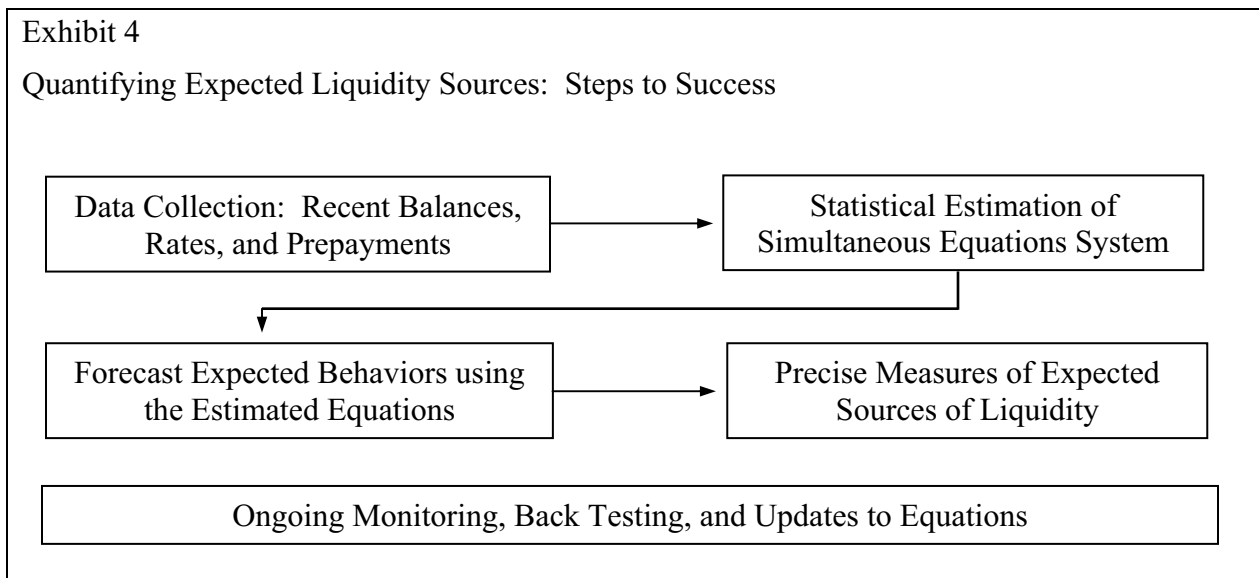 Exhibit 4
Quantifying Expected Liquidity Sources: Steps to Success
Data Collection: Recent Balances,
Rates, and Prepayments
Statistical Estimation of
Simultaneous Equations System
Forecast Expected Behaviors using
the Estimated Equations
Precise Measures of Expected
Sources of Liquidity
Ongoing Monitoring, Back Testing, and Updates to Equations